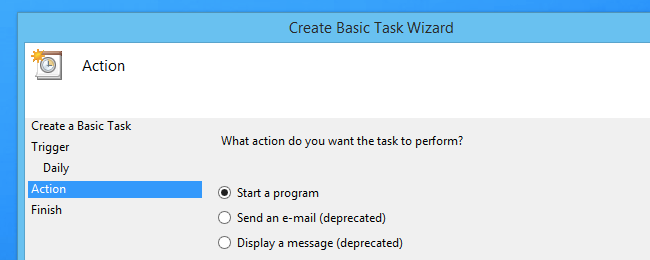 Create Basic Task Wizard
Action
Create a Basic Task
Trigger
Daily
Action
Finish
What action do you want the task to perform?
Start a program
Send an e-mail (deprecated)
Display a message (deprecated)